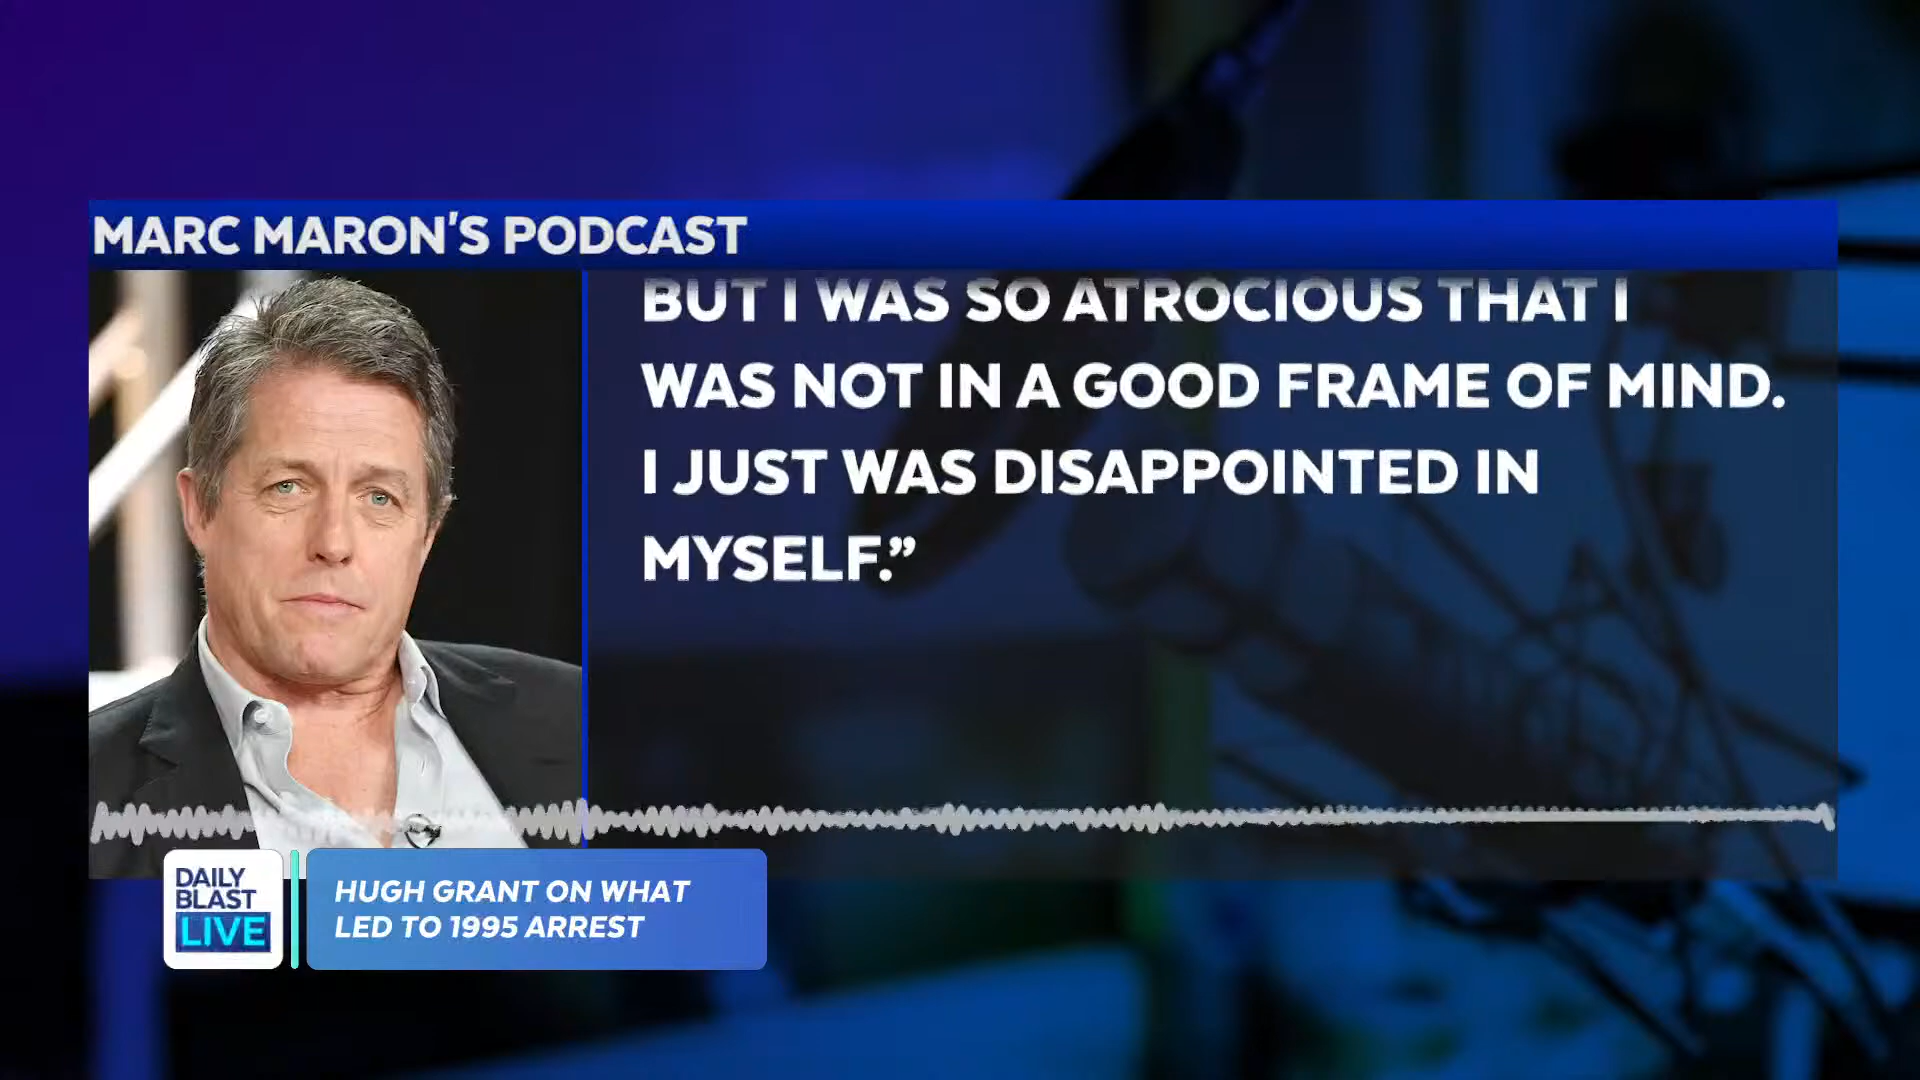 MARC MARON'S PODCAST
BUT I WAS SO ATROCIOUS THAT I
WAS NOT IN A GOOD FRAME OF MIND.
I JUST WAS DISAPPOINTED IN
MYSELF.”
DAILY
BLAST
LIVE
HUGH GRANT ON WHAT
LED TO 1995 ARREST